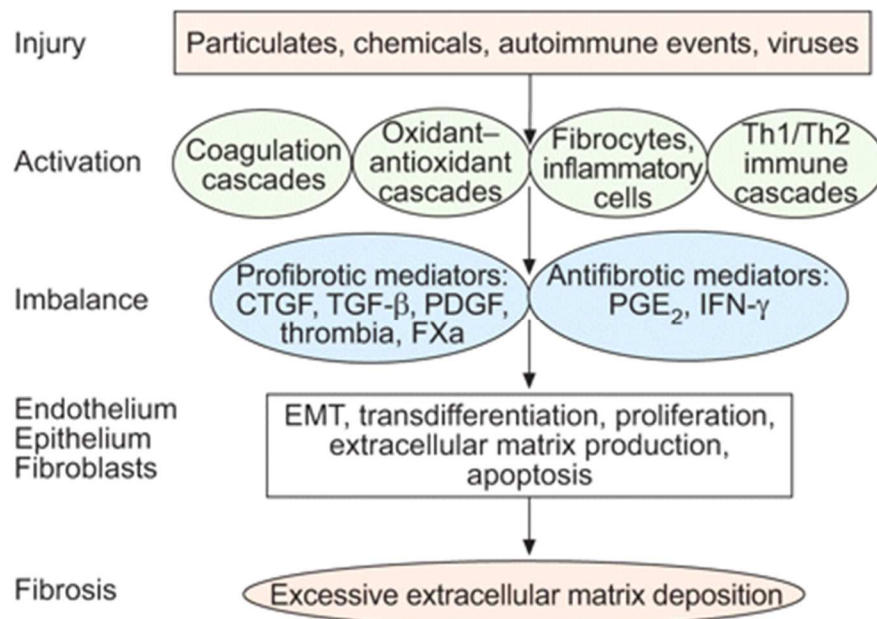 Injury
Particulates, chemicals, autoimmune events, viruses
Activation
Coagulation
cascades
Oxidant–
antioxidant
cascades
Fibrocytes,
inflammatory
cells
Th1/Th2
immune
cascades
Imbalance
Profibrotic mediators:
CTGF, TGF-β, PDGF,
thrombia, FXa
Antifibrotic mediators:
PGE₂, IFN-γ
Endothelium
Epithelium
Fibroblasts
EMT, transdifferentiation, proliferation,
extracellular matrix production,
apoptosis
Fibrosis
Excessive extracellular matrix deposition